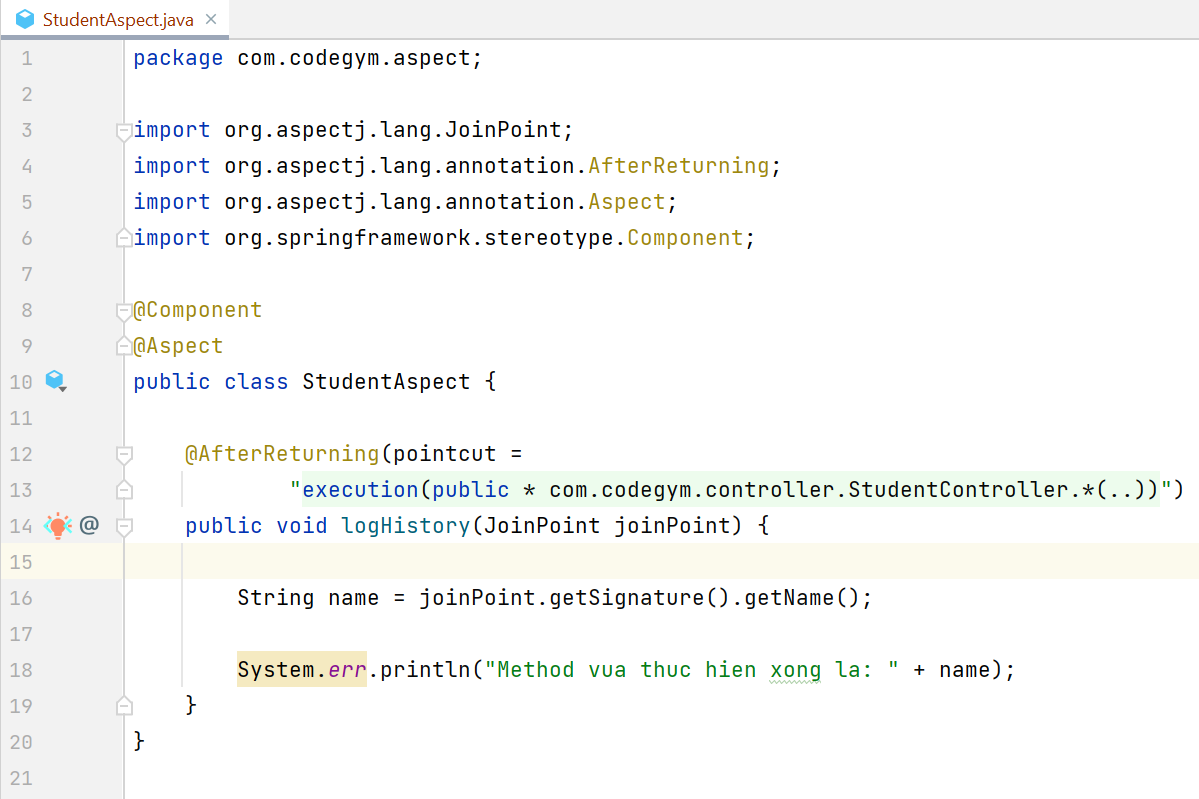 StudentAspect.java ×
1 package com.codegym.aspect;
2
3 import org.aspectj.lang.JoinPoint;
4 import org.aspectj.lang.annotation.AfterReturning;
5 import org.aspectj.lang.annotation.Aspect;
6 import org.springframework.stereotype.Component;
7
8 @Component
9 @Aspect
10 public class StudentAspect {
11
12 @AfterReturning(pointcut =
13 "execution(public * com.codegym.controller.StudentController.*(..))")
14 @ public void logHistory(JoinPoint joinPoint) {
15
16 String name = joinPoint.getSignature().getName();
17
18 System.err.println("Method vua thuc hien xong la: " + name);
19 }
20 }
21